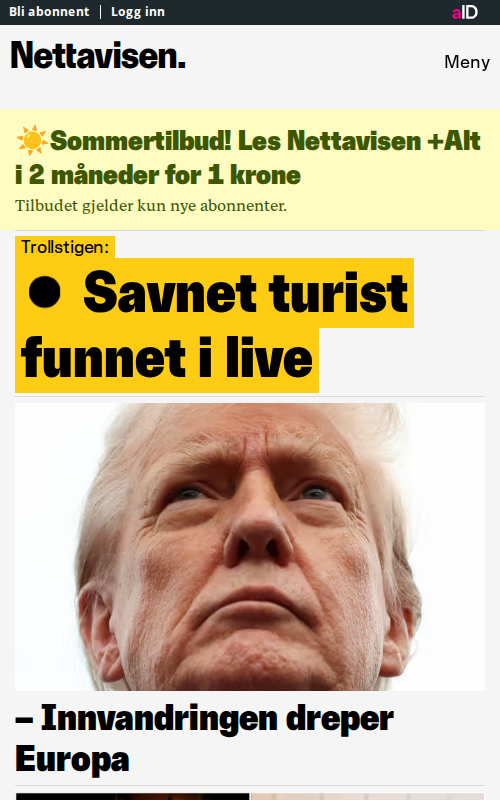 Bli abonnent | Logg inn aID
Nettavisen.
Meny
☀️Sommertilbud! Les Nettavisen +Alt
i 2 måneder for 1 krone
Tilbudet gjelder kun nye abonnenter.
Trollstigen:
● Savnet turist
funnet i live
– Innvandringen dreper
Europa